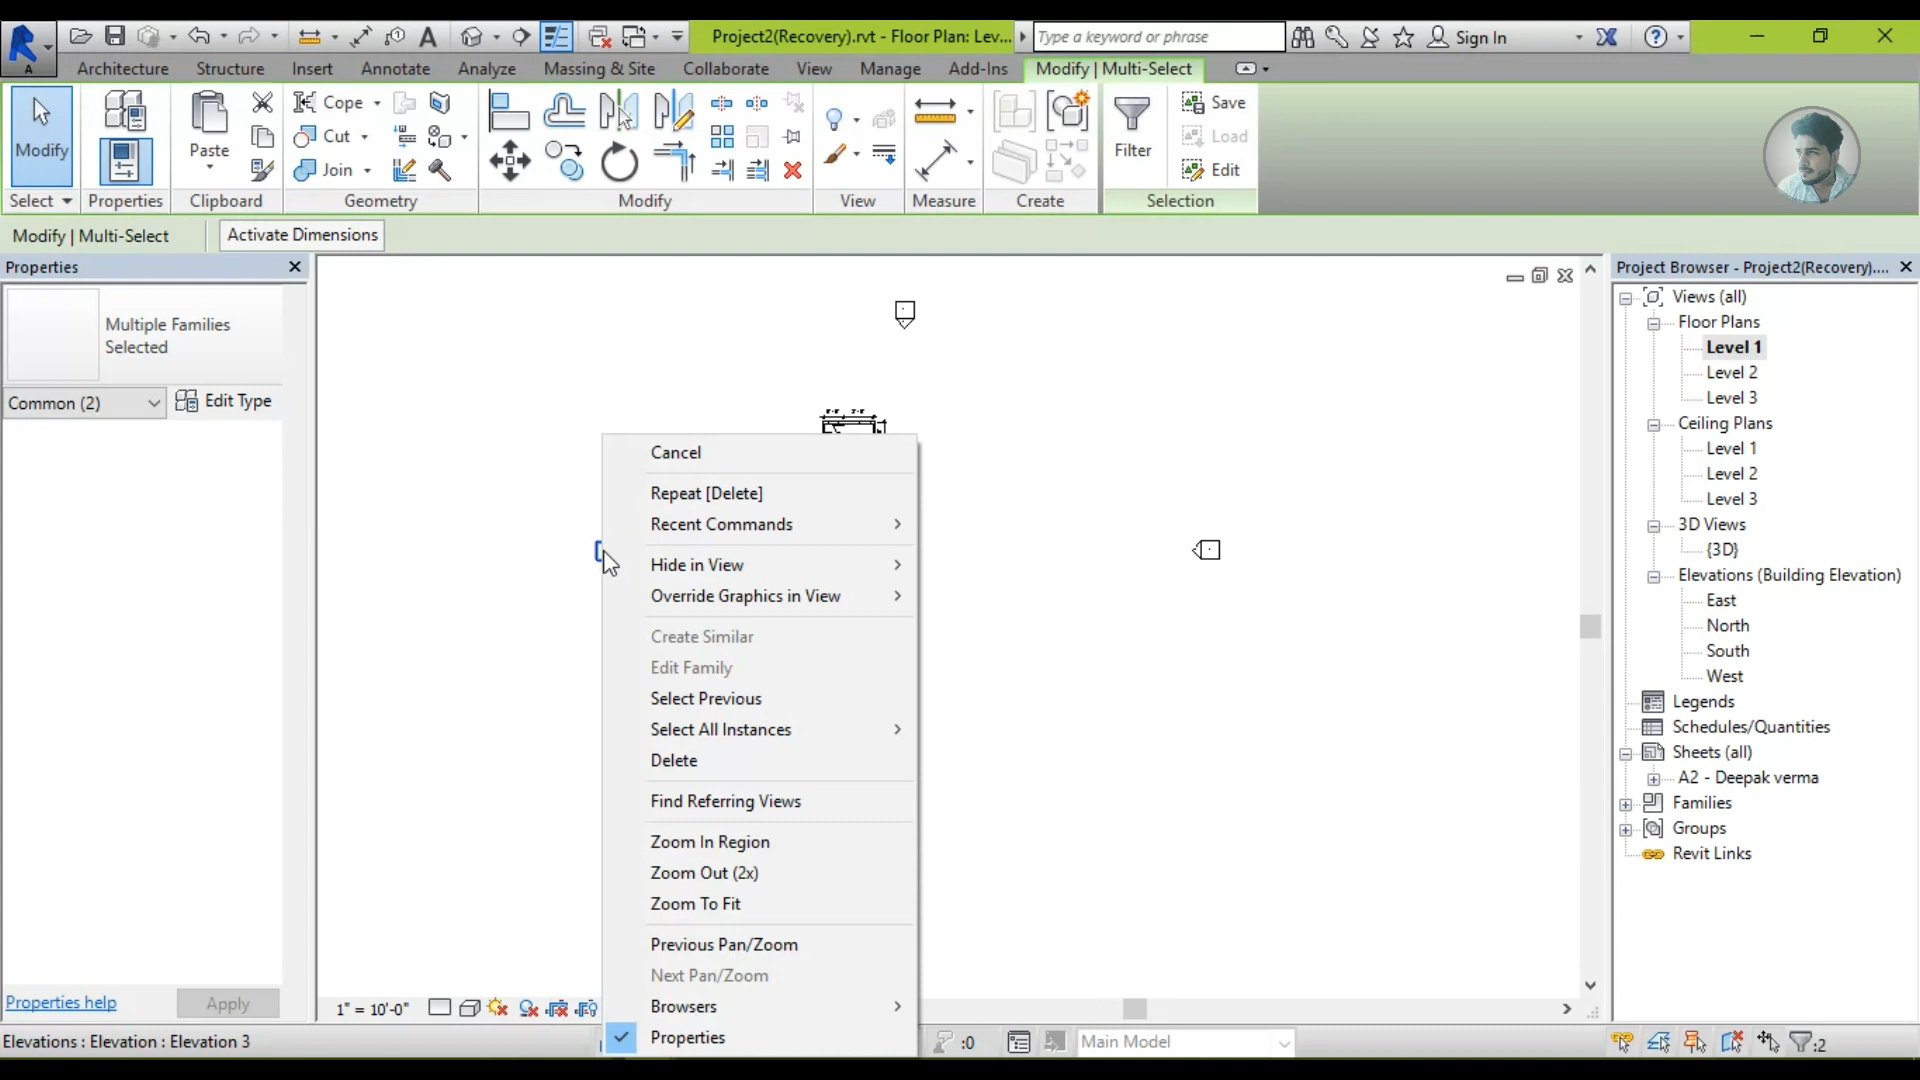 Project2(Recovery).rvt - Floor Plan: Lev...
Type a keyword or phrase
Sign In
Architecture
Structure
Insert
Annotate
Analyze
Massing & Site
Collaborate
View
Manage
Add-Ins
Modify | Multi-Select
Modify
Paste
Cope
Cut
Join
Filter
Save
Load
Edit
Select
Properties
Clipboard
Geometry
Modify
View
Measure
Create
Selection
Modify | Multi-Select
Activate Dimensions
Properties
Multiple Families
Selected
Common (2)
Edit Type
Properties help
Apply
Cancel
Repeat [Delete]
Recent Commands
Hide in View
Override Graphics in View
Create Similar
Edit Family
Select Previous
Select All Instances
Delete
Find Referring Views
Zoom In Region
Zoom Out (2x)
Zoom To Fit
Previous Pan/Zoom
Next Pan/Zoom
Browsers
Properties
Project Browser - Project2(Recovery)....
Views (all)
Floor Plans
Level 1
Level 2
Level 3
Ceiling Plans
Level 1
Level 2
Level 3
3D Views
{3D}
Elevations (Building Elevation)
East
North
South
West
Legends
Schedules/Quantities
Sheets (all)
A2 - Deepak verma
Families
Groups
Revit Links
1" = 10'-0"
Elevations : Elevation : Elevation 3
:0
Main Model
:2